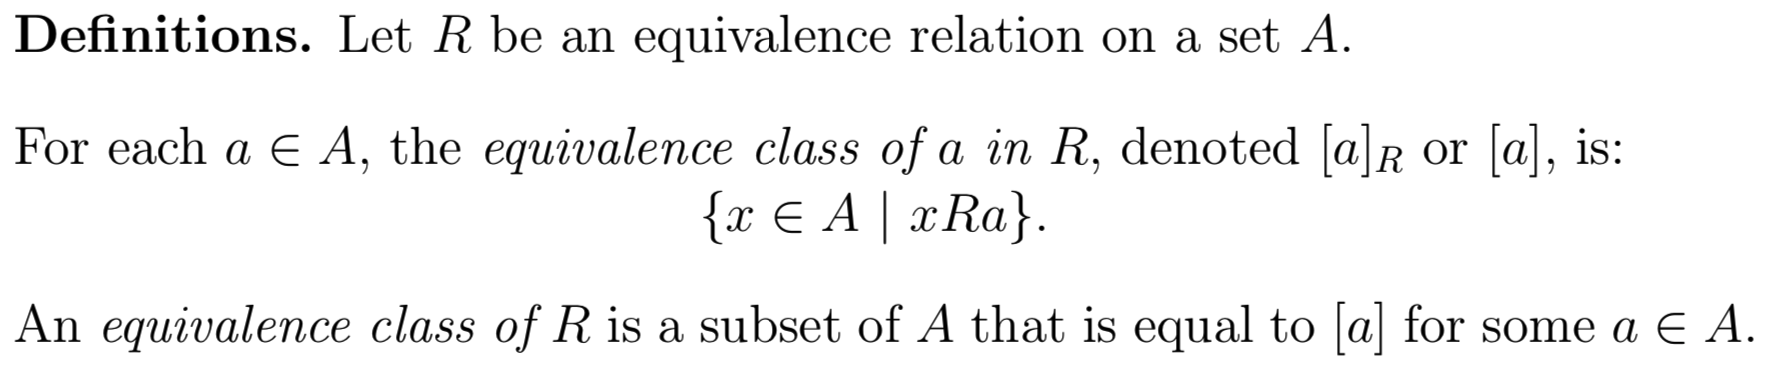 Definitions. Let R be an equivalence relation on a set A.
For each a ∈ A, the equivalence class of a in R, denoted [a]_R or [a], is:
{x ∈ A | xRa}.
An equivalence class of R is a subset of A that is equal to [a] for some a ∈ A.